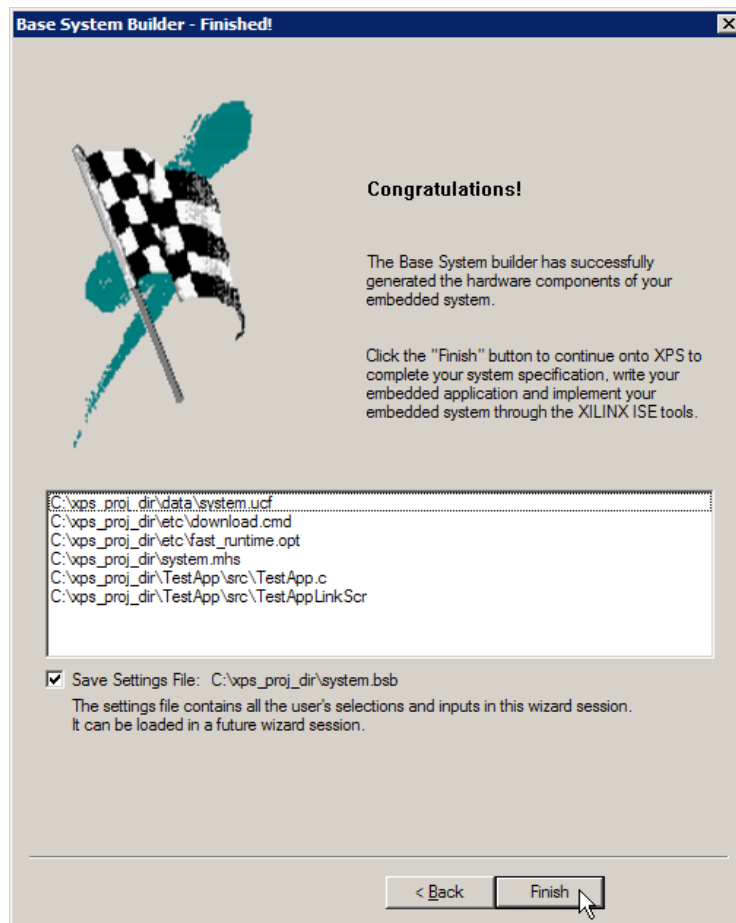 Base System Builder - Finished!
Congratulations!
The Base System builder has successfully
generated the hardware components of your
embedded system.
Click the "Finish" button to continue onto XPS to
complete your system specification, write your
embedded application and implement your
embedded system through the XILINX ISE tools.
C:\xps_proj_dir\data\system.ucf
C:\xps_proj_dir\etc\download.cmd
C:\xps_proj_dir\etc\fast_runtime.opt
C:\xps_proj_dir\system.mhs
C:\xps_proj_dir\TestApp\src\TestApp.c
C:\xps_proj_dir\TestApp\src\TestAppLinkScr
Save Settings File: C:\xps_proj_dir\system.bsb
The settings file contains all the user's selections and inputs in this wizard session.
It can be loaded in a future wizard session.
< Back Finish